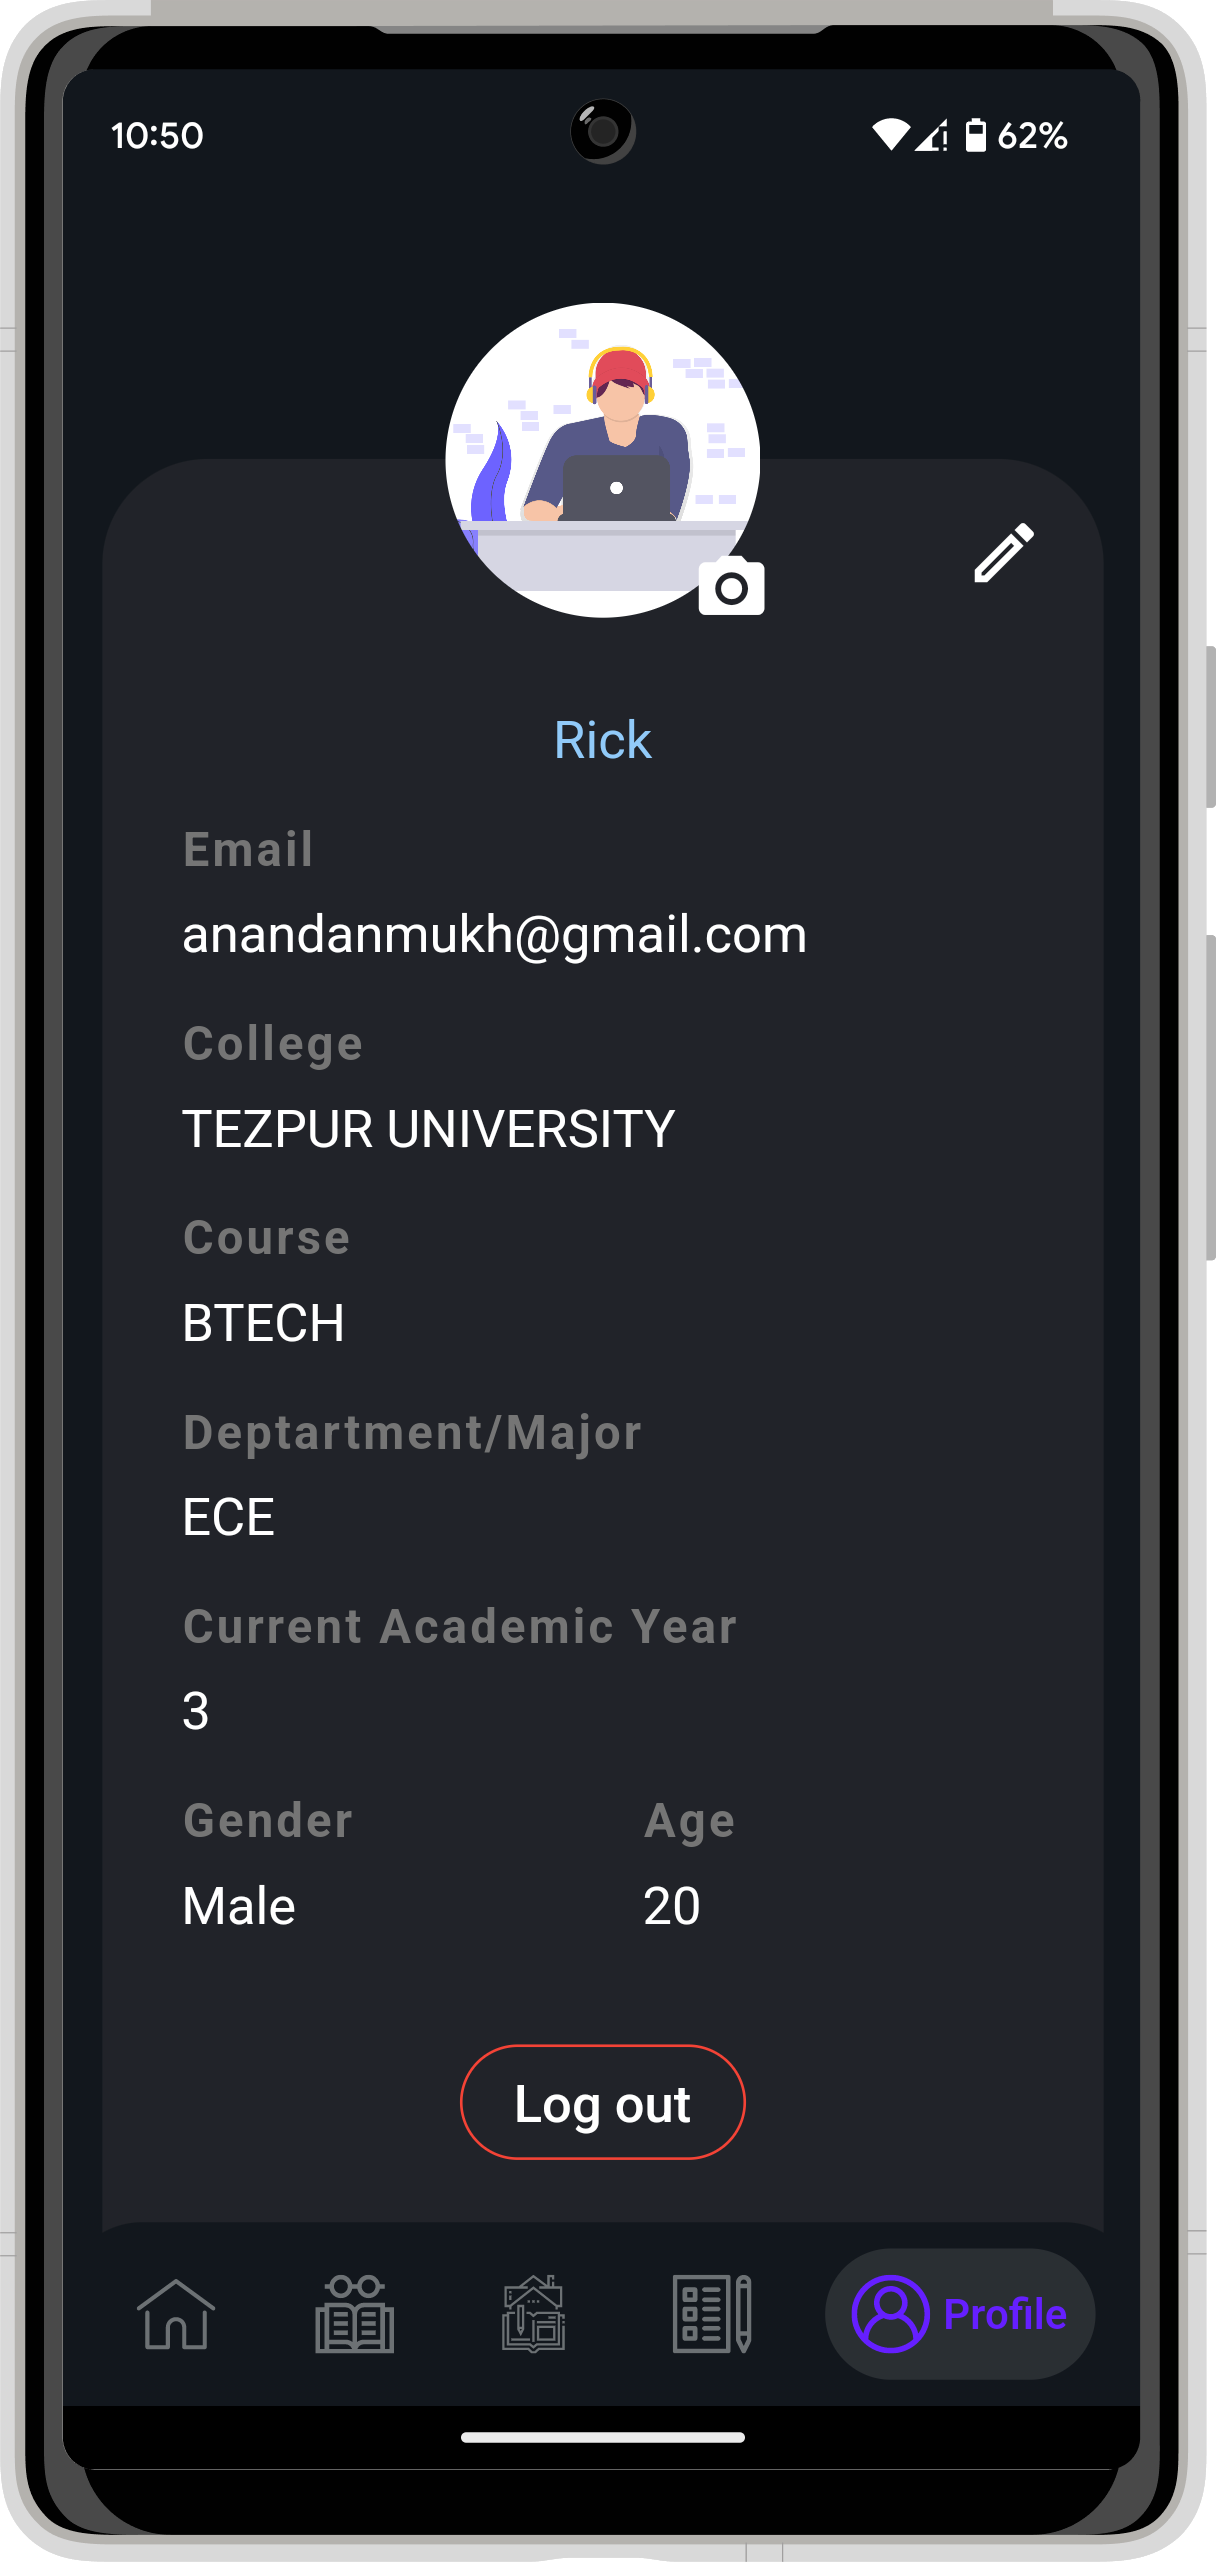 10:50
62%
Rick
Email
anandanmukh@gmail.com
College
TEZPUR UNIVERSITY
Course
BTECH
Deptartment/Major
ECE
Current Academic Year
3
Gender Age
Male 20
Log out
Profile